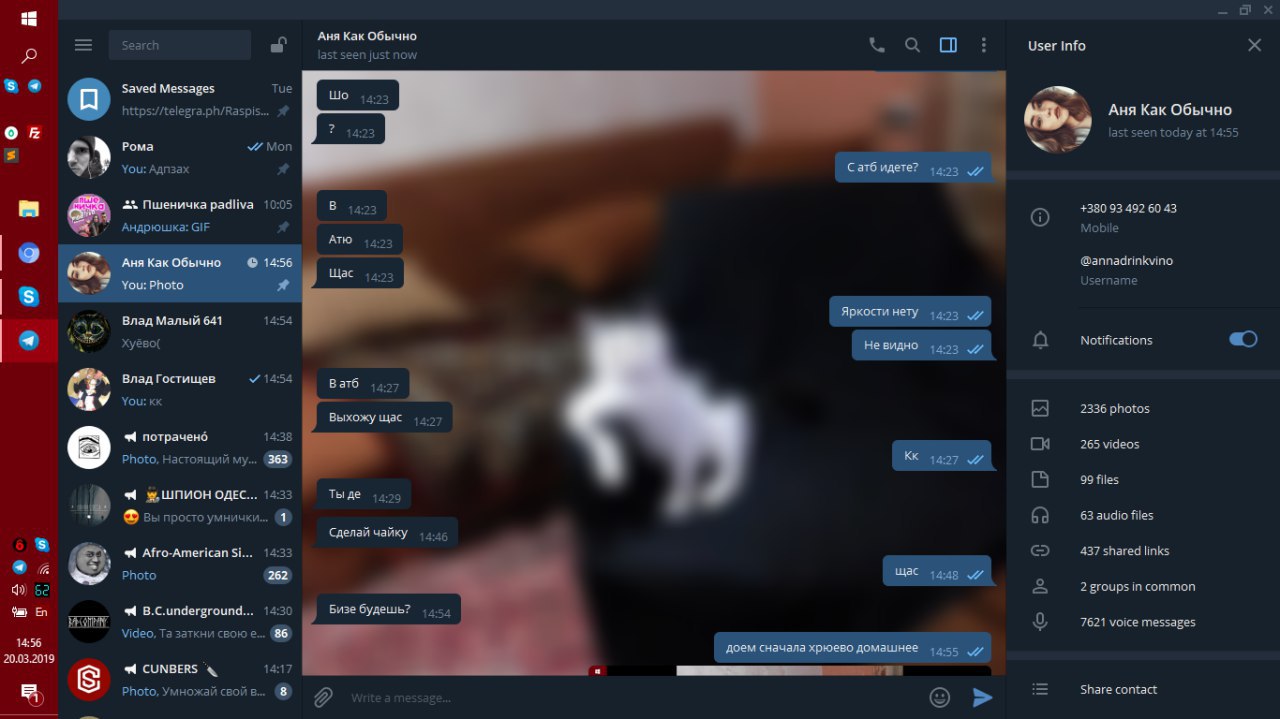 Search
Saved Messages Tue
https://telegra.ph/Raspis...
Рома Mon
You: Адпзах
Пшеничка padliva 10:05
Андрюшка: GIF
Аня Как Обычно 14:56
You: Photo
Влад Малый 641 14:54
Хуёво(
Влад Гостищев 14:54
You: кк
потрачено́ 14:38
Photo, Настоящий му... 363
ШПИОН ОДЕС... 14:33
😍 Вы просто умнички... 1
Afro-American Si... 14:33
Photo 262
B.C.underground... 14:30
Video, Та заткни свою е... 86
CUNBERS 14:17
Photo, Умножай свой в... 8
62
En
14:56
20.03.2019
1
Аня Как Обычно
last seen just now
Шо 14:23
? 14:23
С атб идете? 14:23
В 14:23
Атю 14:23
Щас 14:23
Яркости нету 14:23
Не видно 14:23
В атб 14:27
Выхожу щас 14:27
Кк 14:27
Ты де 14:29
Сделай чайку 14:46
щас 14:48
Бизе будешь? 14:54
доем сначала хрюево домашнее 14:55
Write a message...
User Info
Аня Как Обычно
last seen today at 14:55
+380 93 492 60 43
Mobile
@annadrinkvino
Username
Notifications
2336 photos
265 videos
99 files
63 audio files
437 shared links
2 groups in common
7621 voice messages
Share contact